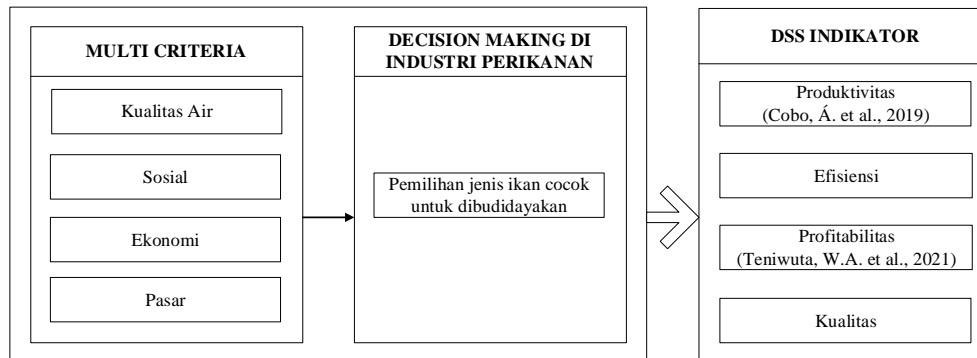 MULTI CRITERIA
Kualitas Air
Sosial
Ekonomi
Pasar
DECISION MAKING DI
INDUSTRI PERIKANAN
Pemilihan jenis ikan cocok
untuk dibudidayakan
DSS INDIKATOR
Produktivitas
(Cobo, Á. et al., 2019)
Efisiensi
Profitabilitas
(Teniwuta, W.A. et al., 2021)
Kualitas